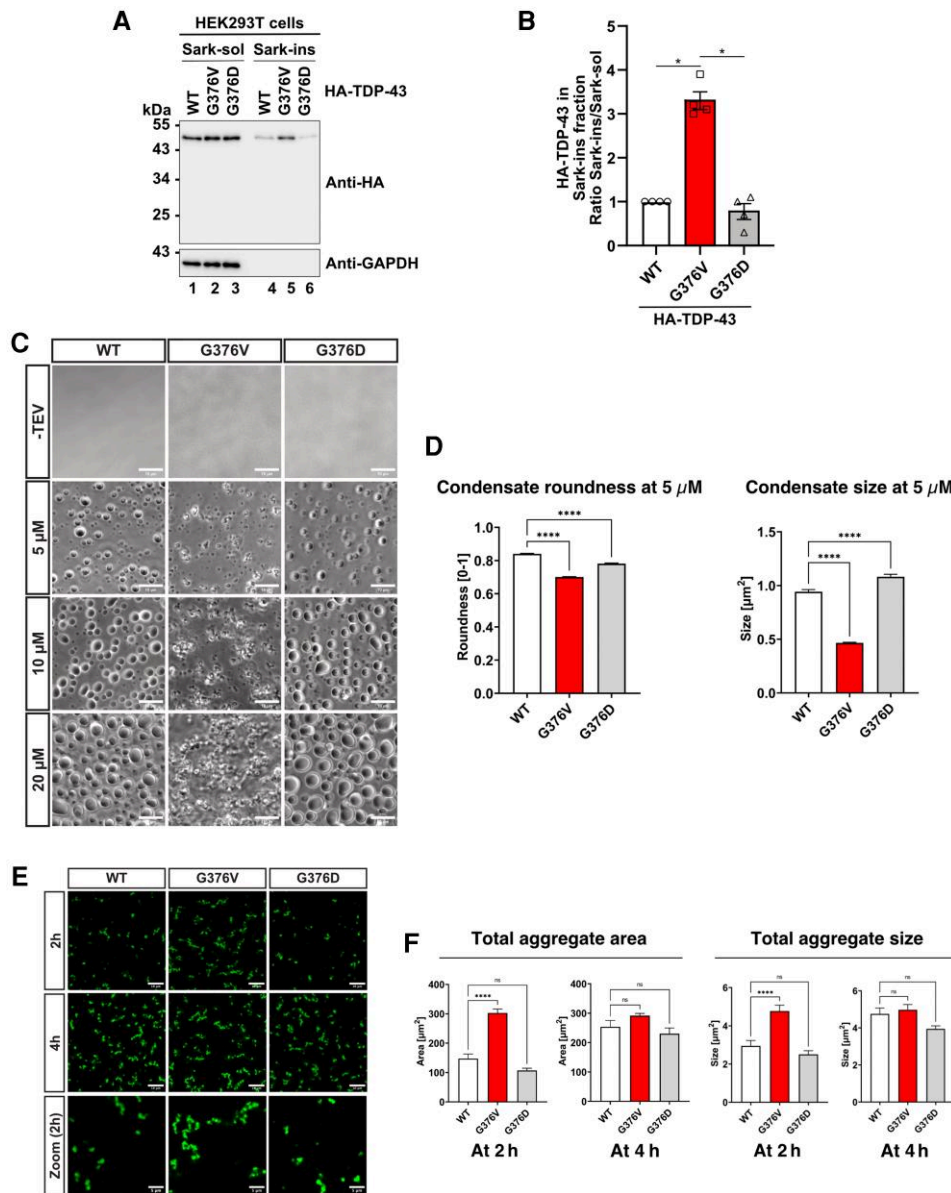 A
HEK293T cells
Sark-sol Sark-ins
WT G376V G376D WT G376V G376D
HA-TDP-43
kDa
55
43
34
25
Anti-HA
43
Anti-GAPDH
1 2 3 4 5 6
B
HA-TDP-43 in
Sark-ins fraction
Ratio Sark-ins/Sark-sol
5
4
3
2
1
0
* *
WT G376V G376D
HA-TDP-43
C
WT G376V G376D
-TEV
5 µM
10 µM
20 µM
D
Condensate roundness at 5 µM
Roundness [0-1]
1.0
0.8
0.6
0.4
0.2
0.0
****
****
WT G376V G376D
Condensate size at 5 µM
Size [µm²]
1.5
1.0
0.5
0.0
****
****
WT G376V G376D
E
WT G376V G376D
2h
4h
Zoom (2h)
F
Total aggregate area
Area [µm²]
400
300
200
100
0
ns
****
WT G376V G376D
At 2 h
Area [µm²]
400
300
200
100
0
ns
ns
WT G376V G376D
At 4 h
Total aggregate size
Size [µm²]
6
4
2
0
ns
****
WT G376V G376D
At 2 h
Size [µm²]
6
4
2
0
ns
ns
WT G376V G376D
At 4 h